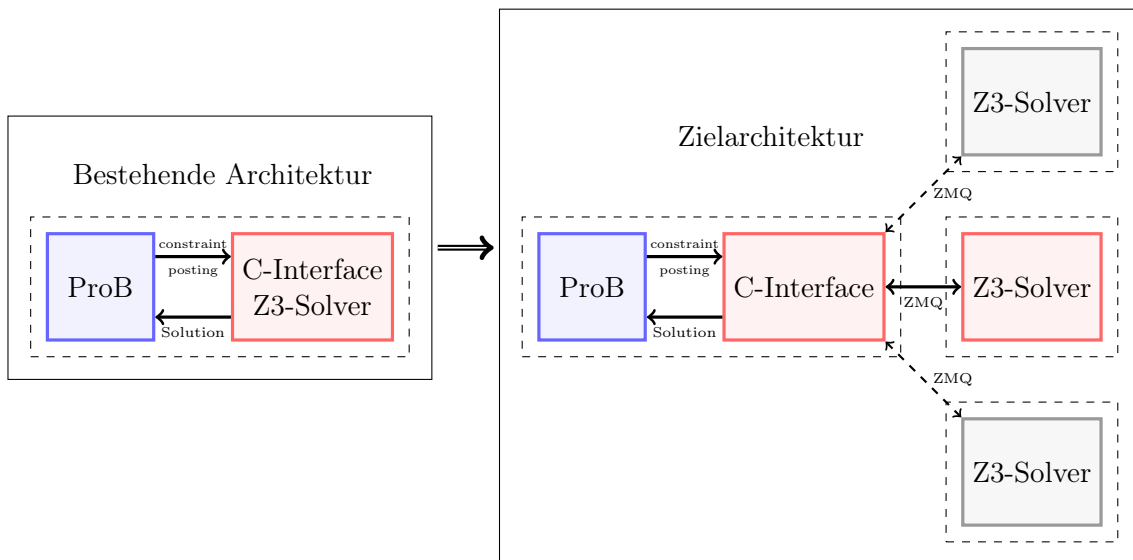 Bestehende Architektur
ProB
constraint
posting
Solution
C-Interface
Z3-Solver
Zielarchitektur
ProB
constraint
posting
Solution
C-Interface
ZMQ
Z3-Solver
ZMQ
Z3-Solver
ZMQ
Z3-Solver